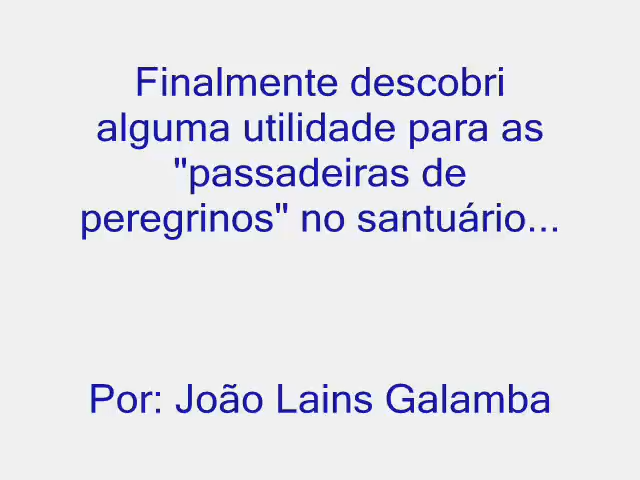 Finalmente descobri
alguma utilidade para as
"passadeiras de
peregrinos" no santuário...
Por: João Lains Galamba